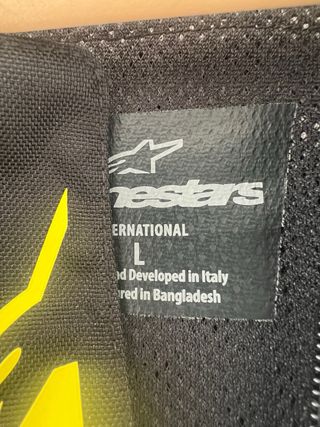 nestars
ERNATIONAL
L
d Developed in Italy
red in Bangladesh